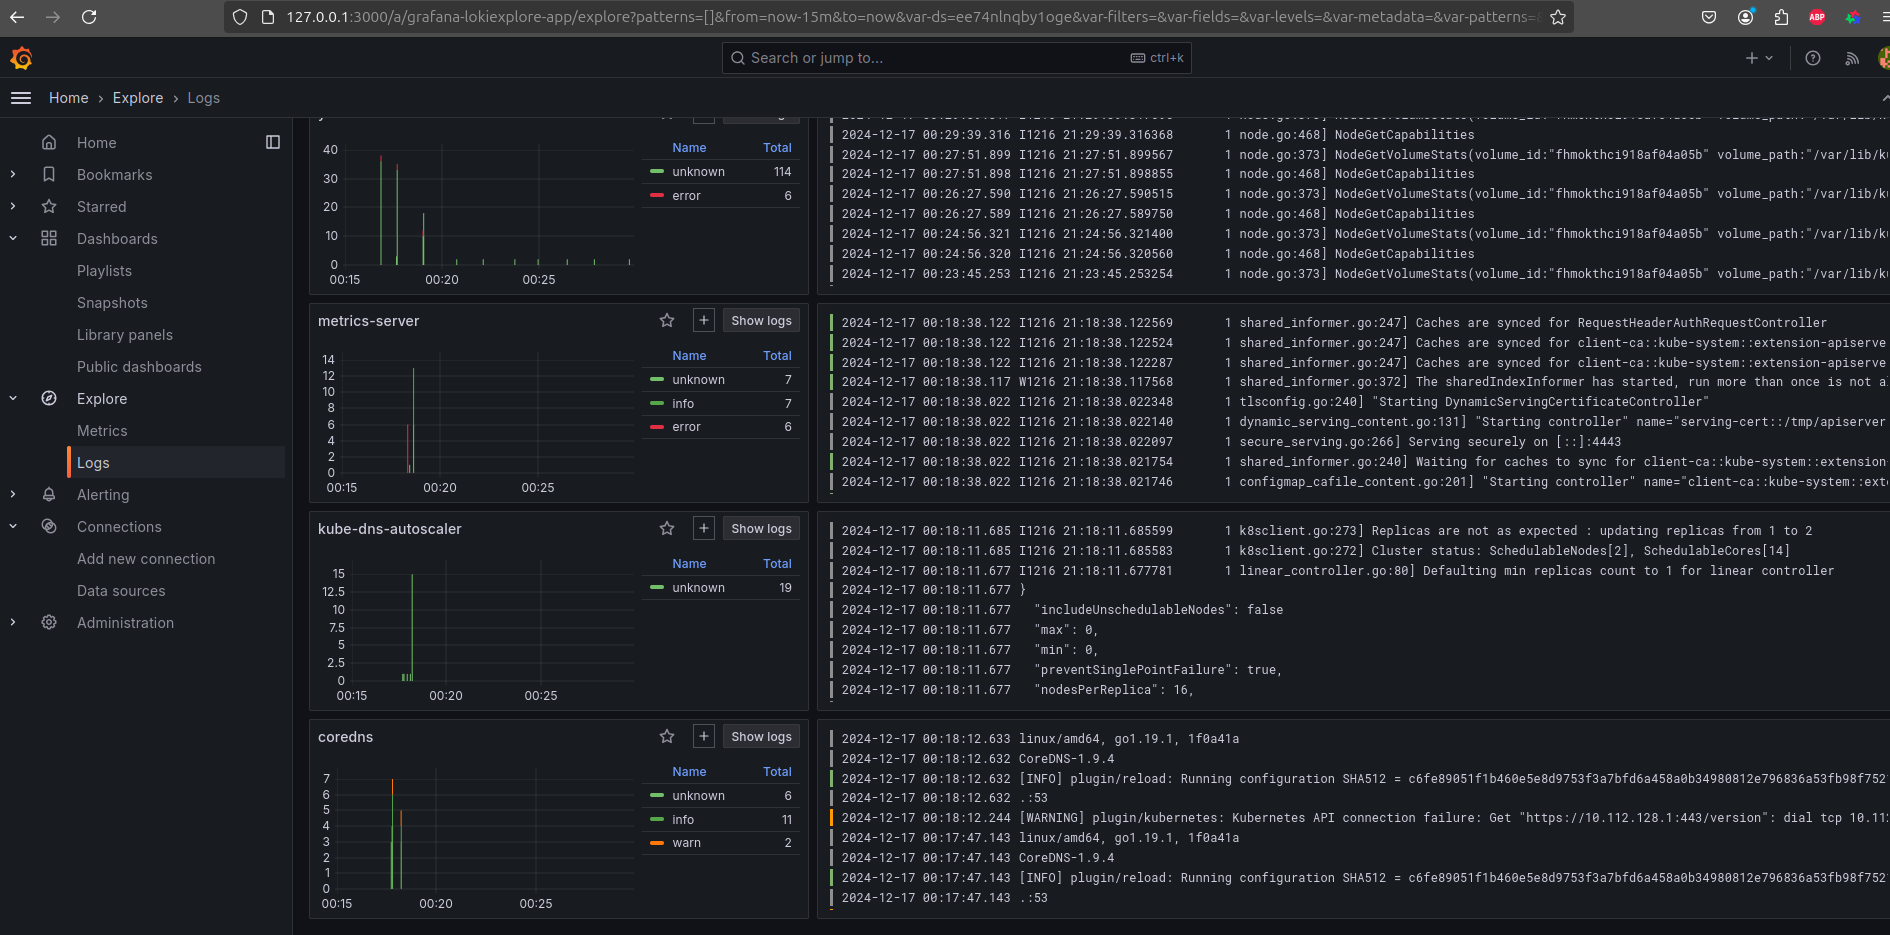 127.0.0.1:3000/a/grafana-lokiexplore-app/explore?patterns=[]&from=now-15m&to=now&var-ds=ee74nlnqby1oge&var-filters=&var-fields=&var-levels=&var-metadata=&var-patterns=&
ABP
Search or jump to...
ctrl+k
Home > Explore > Logs
Home
Bookmarks
Starred
Dashboards
Playlists
Snapshots
Library panels
Public dashboards
Explore
Metrics
Logs
Alerting
Connections
Add new connection
Data sources
Administration
40
30
20
10
0
00:15
00:20
00:25
Name Total
unknown 114
error 6
2024-12-17 00:29:39.316 I1216 21:29:39.316368 1 node.go:468] NodeGetCapabilities
2024-12-17 00:27:51.899 I1216 21:27:51.899567 1 node.go:373] NodeGetVolumeStats(volume_id:"fhmokthci918af04a05b" volume_path:"/var/lib/ku
2024-12-17 00:27:51.898 I1216 21:27:51.898855 1 node.go:468] NodeGetCapabilities
2024-12-17 00:26:27.590 I1216 21:26:27.590515 1 node.go:373] NodeGetVolumeStats(volume_id:"fhmokthci918af04a05b" volume_path:"/var/lib/ku
2024-12-17 00:26:27.589 I1216 21:26:27.589750 1 node.go:468] NodeGetCapabilities
2024-12-17 00:24:56.321 I1216 21:24:56.321400 1 node.go:373] NodeGetVolumeStats(volume_id:"fhmokthci918af04a05b" volume_path:"/var/lib/ku
2024-12-17 00:24:56.320 I1216 21:24:56.320560 1 node.go:468] NodeGetCapabilities
2024-12-17 00:23:45.253 I1216 21:23:45.253254 1 node.go:373] NodeGetVolumeStats(volume_id:"fhmokthci918af04a05b" volume_path:"/var/lib/ku
metrics-server
Show logs
14
12
10
8
6
4
2
0
00:15
00:20
00:25
Name Total
unknown 7
info 7
error 6
2024-12-17 00:18:38.122 I1216 21:18:38.122569 1 shared_informer.go:247] Caches are synced for RequestHeaderAuthRequestController
2024-12-17 00:18:38.122 I1216 21:18:38.122524 1 shared_informer.go:247] Caches are synced for client-ca::kube-system::extension-apiserve
2024-12-17 00:18:38.122 I1216 21:18:38.122287 1 shared_informer.go:247] Caches are synced for client-ca::kube-system::extension-apiserve
2024-12-17 00:18:38.117 W1216 21:18:38.117568 1 shared_informer.go:372] The sharedIndexInformer has started, run more than once is not al
2024-12-17 00:18:38.022 I1216 21:18:38.022348 1 tlsconfig.go:240] "Starting DynamicServingCertificateController"
2024-12-17 00:18:38.022 I1216 21:18:38.022140 1 dynamic_serving_content.go:131] "Starting controller" name="serving-cert::/tmp/apiserver
2024-12-17 00:18:38.022 I1216 21:18:38.022097 1 secure_serving.go:266] Serving securely on [::]:4443
2024-12-17 00:18:38.022 I1216 21:18:38.021754 1 shared_informer.go:240] Waiting for caches to sync for client-ca::kube-system::extension
2024-12-17 00:18:38.022 I1216 21:18:38.021746 1 configmap_cafile_content.go:201] "Starting controller" name="client-ca::kube-system::ext
kube-dns-autoscaler
Show logs
15
12.5
10
7.5
5
2.5
0
00:15
00:20
00:25
Name Total
unknown 19
2024-12-17 00:18:11.685 I1216 21:18:11.685599 1 k8sclient.go:273] Replicas are not as expected : updating replicas from 1 to 2
2024-12-17 00:18:11.685 I1216 21:18:11.685583 1 k8sclient.go:272] Cluster status: SchedulableNodes[2], SchedulableCores[14]
2024-12-17 00:18:11.677 I1216 21:18:11.677781 1 linear_controller.go:80] Defaulting min replicas count to 1 for linear controller
2024-12-17 00:18:11.677 }
2024-12-17 00:18:11.677 "includeUnschedulableNodes": false
2024-12-17 00:18:11.677 "max": 0,
2024-12-17 00:18:11.677 "min": 0,
2024-12-17 00:18:11.677 "preventSinglePointFailure": true,
2024-12-17 00:18:11.677 "nodesPerReplica": 16,
coredns
Show logs
7
6
5
4
3
2
1
0
00:15
00:20
00:25
Name Total
unknown 6
info 11
warn 2
2024-12-17 00:18:12.633 linux/amd64, go1.19.1, 1f0a41a
2024-12-17 00:18:12.632 CoreDNS-1.9.4
2024-12-17 00:18:12.632 [INFO] plugin/reload: Running configuration SHA512 = c6fe89051f1b460e5e8d9753f3a7bfd6a458a0b34980812e796836a53fb98f752
2024-12-17 00:18:12.632 .:53
2024-12-17 00:18:12.244 [WARNING] plugin/kubernetes: Kubernetes API connection failure: Get "https://10.112.128.1:443/version": dial tcp 10.11
2024-12-17 00:17:47.143 linux/amd64, go1.19.1, 1f0a41a
2024-12-17 00:17:47.143 CoreDNS-1.9.4
2024-12-17 00:17:47.143 [INFO] plugin/reload: Running configuration SHA512 = c6fe89051f1b460e5e8d9753f3a7bfd6a458a0b34980812e796836a53fb98f752
2024-12-17 00:17:47.143 .:53